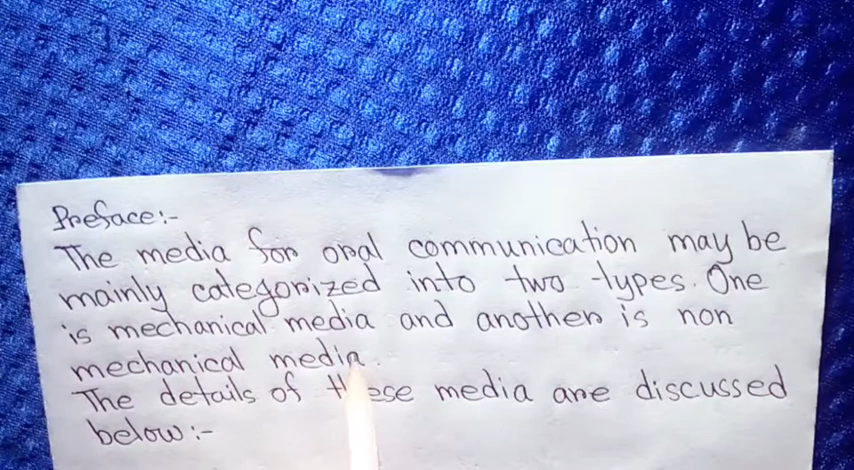 Preface:-
The media for oral communication may be
mainly categorized into two types. One
is mechanical media and another is non
mechanical media.
The details of these media are discussed
below:-